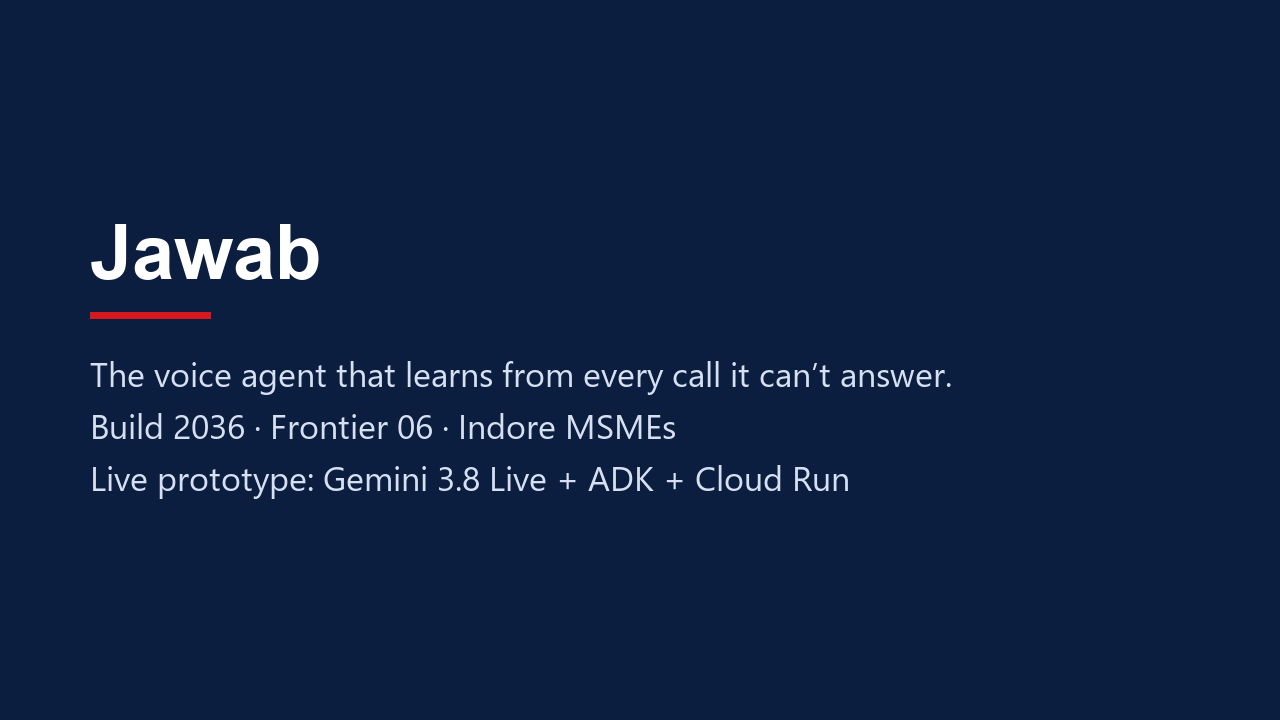 Jawab
The voice agent that learns from every call it can’t answer.
Build 2036 · Frontier 06 · Indore MSMEs
Live prototype: Gemini 3.8 Live + ADK + Cloud Run